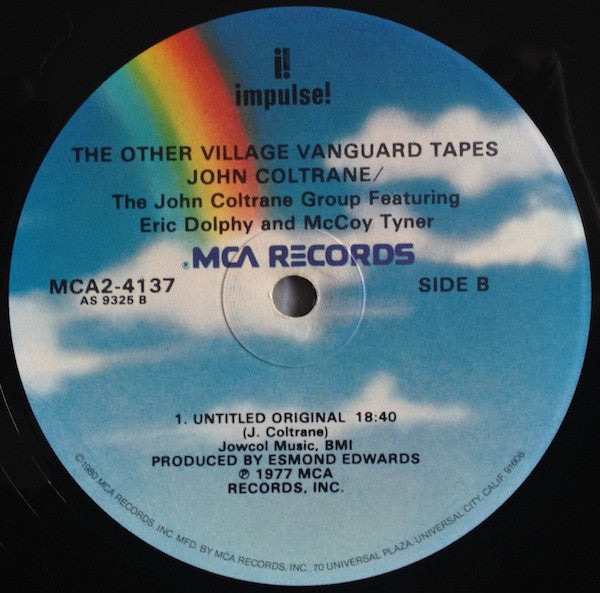 i!
impulse!
THE OTHER VILLAGE VANGUARD TAPES
JOHN COLTRANE/
The John Coltrane Group Featuring
Eric Dolphy and McCoy Tyner
®MCA RECORDS
MCA2-4137
AS 9325 B
SIDE B
1. UNTITLED ORIGINAL 18:40
(J. Coltrane)
Jowcol Music, BMI
PRODUCED BY ESMOND EDWARDS
℗ 1977 MCA
RECORDS, INC.
©1980 MCA RECORDS, INC. MFD. BY MCA RECORDS, INC., 70 UNIVERSAL PLAZA, UNIVERSAL CITY, CALIF. 91608